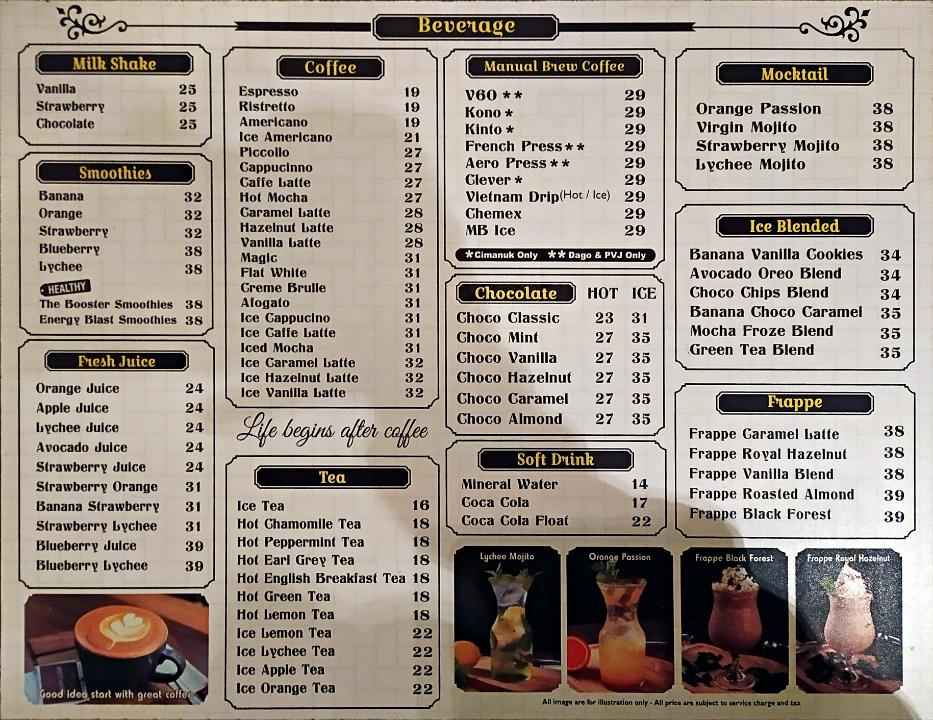 Beverage
Milk Shake
Vanilla 25
Strawberry 25
Chocolate 25
Smoothies
Banana 32
Orange 32
Strawberry 32
Blueberry 38
Lychee 38
HEALTHY
The Booster Smoothies 38
Energy Blast Smoothies 38
Fresh Juice
Orange Juice 24
Apple Juice 24
Lychee Juice 24
Avocado Juice 24
Strawberry Juice 24
Strawberry Orange 31
Banana Strawberry 31
Strawberry Lychee 31
Blueberry Juice 39
Blueberry Lychee 39
Good idea start with great coffee
Coffee
Espresso 19
Ristretto 19
Americano 19
Ice Americano 21
Piccollo 27
Cappucinno 27
Caffe Latte 27
Hot Mocha 27
Caramel Latte 28
Hazelnut Latte 28
Vanilla Latte 28
Magic 31
Flat White 31
Creme Brulle 31
Afogato 31
Ice Cappucino 31
Ice Caffe Latte 31
Iced Mocha 31
Ice Caramel Latte 32
Ice Hazelnut Latte 32
Ice Vanilla Latte 32
Life begins after coffee
Tea
Ice Tea 16
Hot Chamomile Tea 18
Hot Peppermint Tea 18
Hot Earl Grey Tea 18
Hot English Breakfast Tea 18
Hot Green Tea 18
Hot Lemon Tea 18
Ice Lemon Tea 22
Ice Lychee Tea 22
Ice Apple Tea 22
Ice Orange Tea 22
Manual Brew Coffee
V60 ** 29
Kono * 29
Kinto * 29
French Press ** 29
Aero Press ** 29
Clever * 29
Vietnam Drip (Hot / Ice) 29
Chemex 29
MB Ice 29
* Cimanuk Only ** Dago & PVJ Only
Chocolate HOT ICE
Choco Classic 23 31
Choco Mint 27 35
Choco Vanilla 27 35
Choco Hazelnut 27 35
Choco Caramel 27 35
Choco Almond 27 35
Soft Drink
Mineral Water 14
Coca Cola 17
Coca Cola Float 22
Mocktail
Orange Passion 38
Virgin Mojito 38
Strawberry Mojito 38
Lychee Mojito 38
Ice Blended
Banana Vanilla Cookies 34
Avocado Oreo Blend 34
Choco Chips Blend 34
Banana Choco Caramel 35
Mocha Froze Blend 35
Green Tea Blend 35
Frappe
Frappe Caramel Latte 38
Frappe Royal Hazelnut 38
Frappe Vanilla Blend 38
Frappe Roasted Almond 39
Frappe Black Forest 39
Lychee Mojito
Orange Passion
Frappe Black Forest
Frappe Royal Hazelnut
All image are for illustration only - All price are subject to service charge and tax